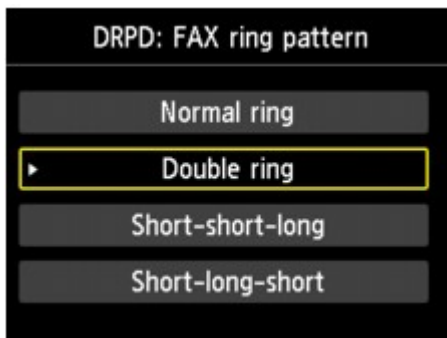 DRPD: FAX ring pattern
Normal ring
Double ring
Short-short-long
Short-long-short